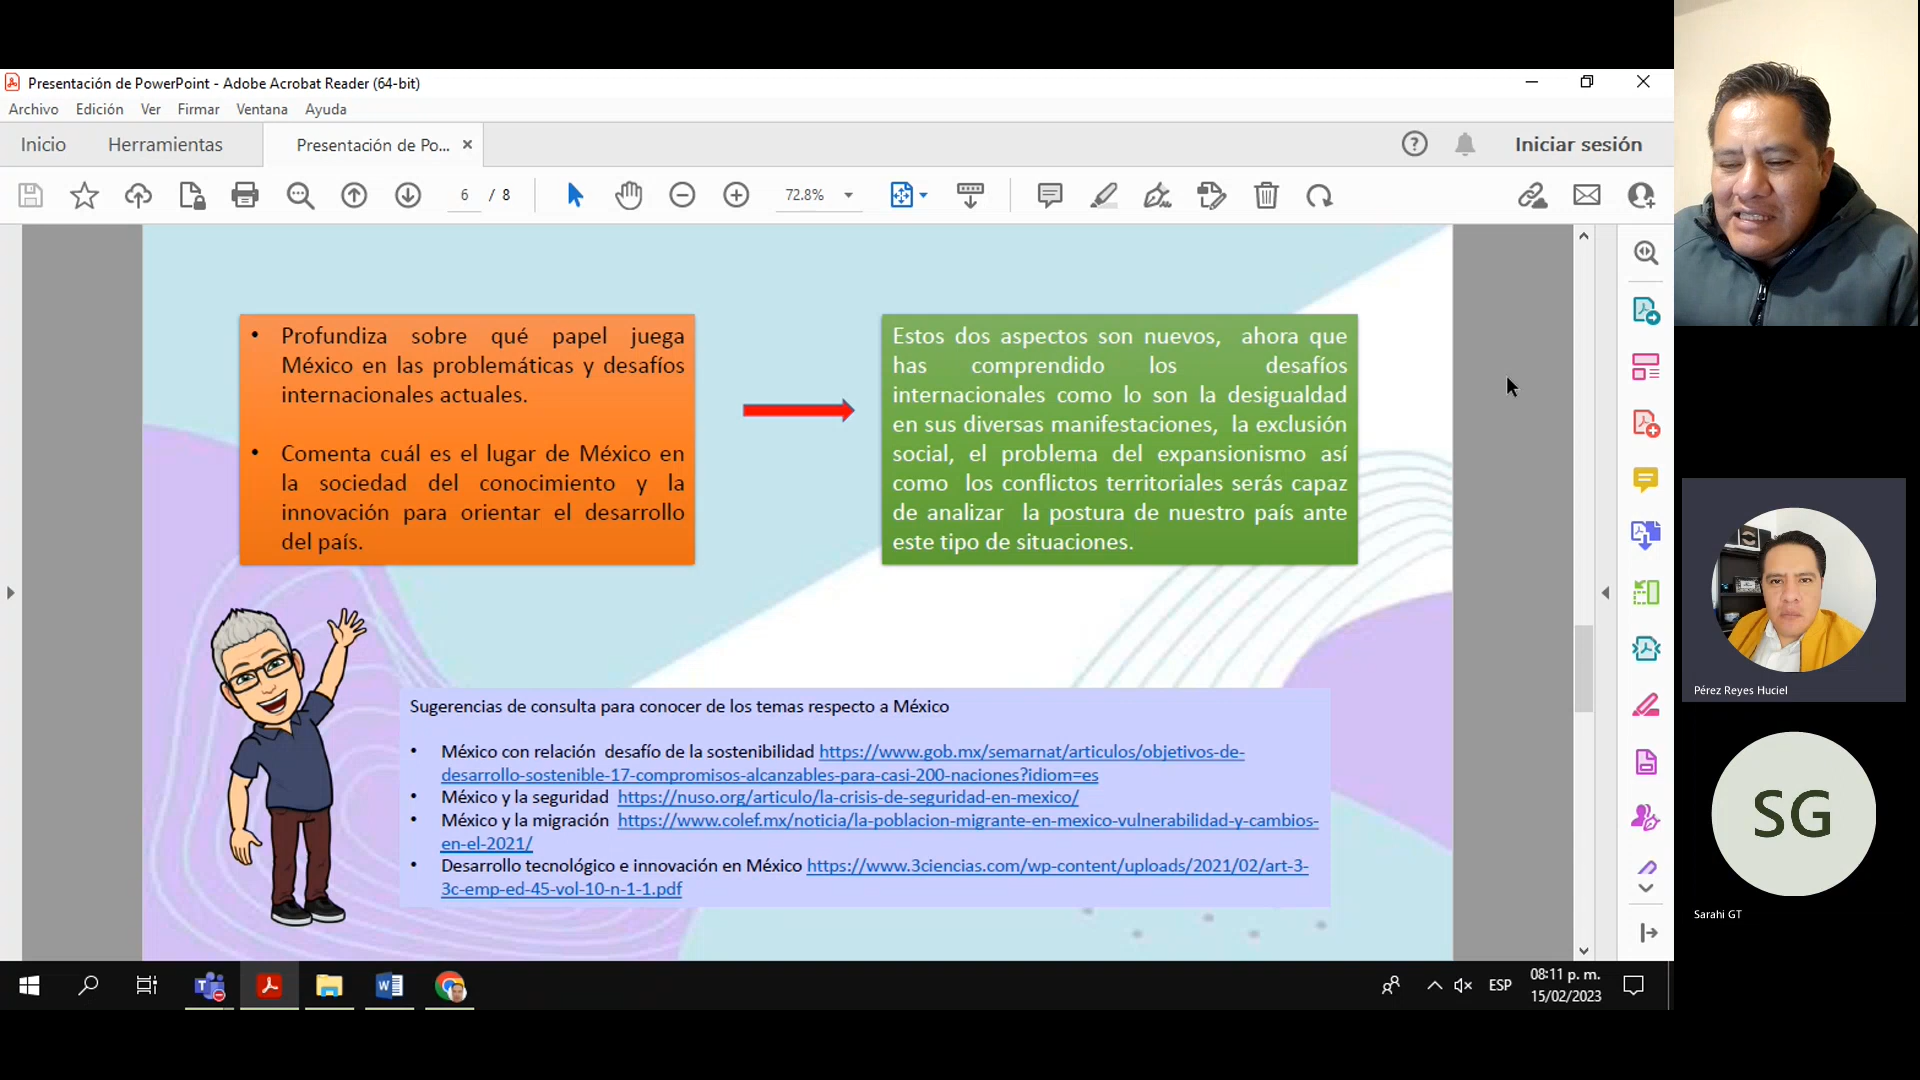 Presentación de PowerPoint - Adobe Acrobat Reader (64-bit)
Archivo Edición Ver Firmar Ventana Ayuda
Inicio Herramientas Presentación de Po... Iniciar sesión
6 / 8 72.8%
• Profundiza sobre qué papel juega
México en las problemáticas y desafíos
internacionales actuales.
• Comenta cuál es el lugar de México en
la sociedad del conocimiento y la
innovación para orientar el desarrollo
del país.
Estos dos aspectos son nuevos, ahora que
has comprendido los desafíos
internacionales como lo son la desigualdad
en sus diversas manifestaciones, la exclusión
social, el problema del expansionismo así
como los conflictos territoriales serás capaz
de analizar la postura de nuestro país ante
este tipo de situaciones.
Sugerencias de consulta para conocer de los temas respecto a México
• México con relación desafío de la sostenibilidad https://www.gob.mx/semarnat/articulos/objetivos-de-
desarrollo-sostenible-17-compromisos-alcanzables-para-casi-200-naciones?idiom=es
• México y la seguridad https://nuso.org/articulo/la-crisis-de-seguridad-en-mexico/
• México y la migración https://www.colef.mx/noticia/la-poblacion-migrante-en-mexico-vulnerabilidad-y-cambios-
en-el-2021/
• Desarrollo tecnológico e innovación en México https://www.3ciencias.com/wp-content/uploads/2021/02/art-3-
3c-emp-ed-45-vol-10-n-1-1.pdf
Pérez Reyes Huciel
SG
Sarahi GT
ESP
08:11 p. m.
15/02/2023